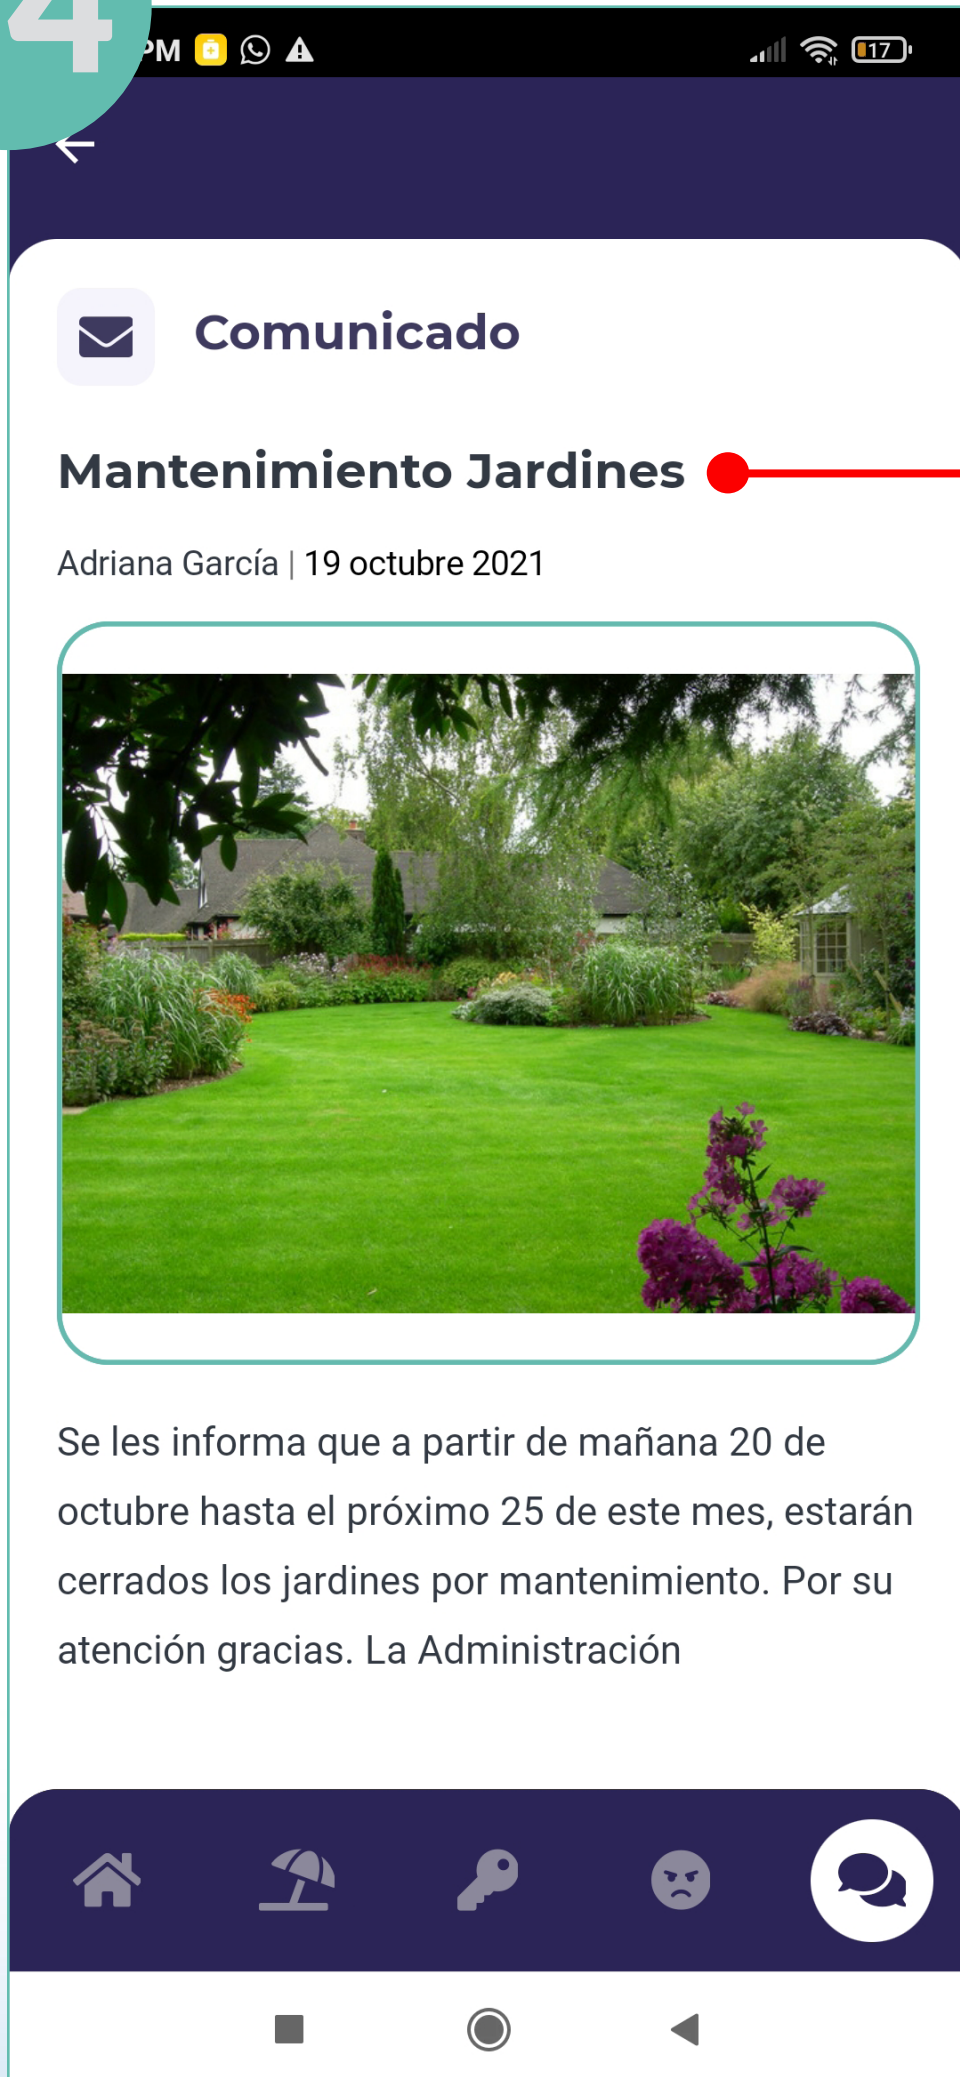 4
PM
17
Comunicado
Mantenimiento Jardines
Adriana García | 19 octubre 2021
Se les informa que a partir de mañana 20 de
octubre hasta el próximo 25 de este mes, estarán
cerrados los jardines por mantenimiento. Por su
atención gracias. La Administración